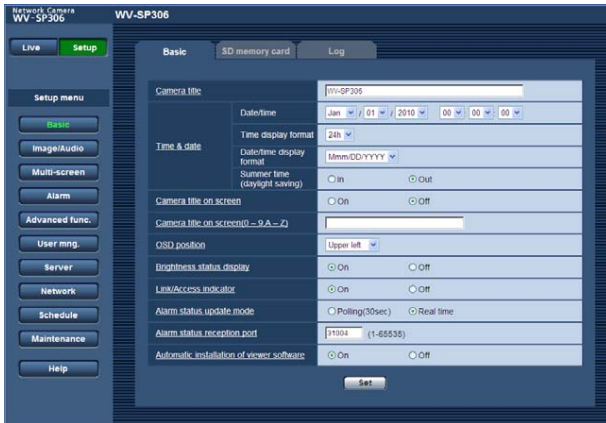 Network Camera
WV-SP306
WV-SP306
Live Setup
Basic SD memory card Log
Setup menu
Basic
Image/Audio
Multi-screen
Alarm
Advanced func.
User mng.
Server
Network
Schedule
Maintenance
Help
Camera title WV-SP306
Time & date
Date/time Jan / 01 / 2010 00 : 00 : 00
Time display format 24h
Date/time display format Mmm/DD/YYYY
Summer time (daylight saving) In Out
Camera title on screen On Off
Camera title on screen(0 – 9,A – Z)
OSD position Upper left
Brightness status display On Off
Link/Access indicator On Off
Alarm status update mode Polling(30sec) Real time
Alarm status reception port 31004 (1-65535)
Automatic installation of viewer software On Off
Set